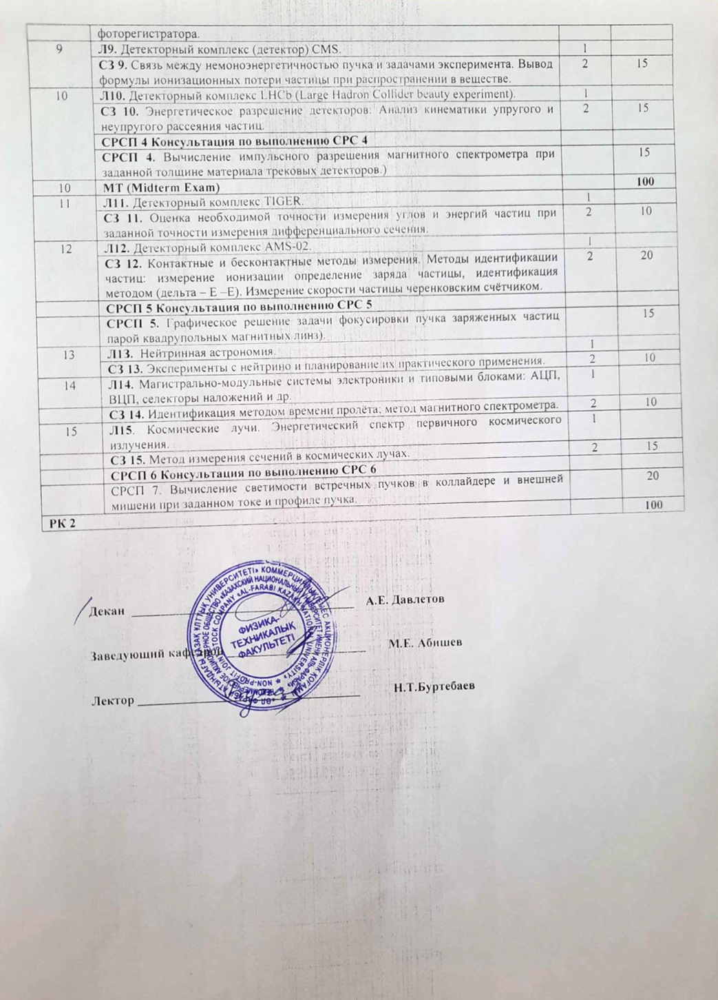 фоторегистратора.
9 Л9. Детекторный комплекс (детектор) CMS. 1
СЗ 9. Связь между немоноэнергетичностью пучка и задачами эксперимента. Вывод 2 15
формулы ионизационных потери частицы при распространении в веществе.
10 Л10. Детекторный комплекс LHCb (Large Hadron Collider beauty experiment). 1
СЗ 10. Энергетическое разрешение детекторов: Анализ кинематики упругого и 2 15
неупругого рассеяния частиц.
СРСП 4 Консультация по выполнению СРС 4
СРСП 4. Вычисление импульсного разрешения магнитного спектрометра при 15
заданной толщине материала трековых детекторов.)
10 МТ (Midterm Exam) 100
11 Л11. Детекторный комплекс TIGER. 1
СЗ 11. Оценка необходимой точности измерения углов и энергий частиц при 2 10
заданной точности измерения дифференциального сечения.
12 Л12. Детекторный комплекс AMS-02. 1
СЗ 12. Контактные и бесконтактные методы измерения. Методы идентификации 2 20
частиц: измерение ионизации определение заряда частицы, идентификация
методом (дельта – Е –Е). Измерение скорости частицы черенковским счётчиком.
СРСП 5 Консультация по выполнению СРС 5
СРСП 5. Графическое решение задачи фокусировки пучка заряженных частиц 15
парой квадрупольных магнитных линз).
13 Л13. Нейтринная астрономия. 1
СЗ 13. Эксперименты с нейтрино и планирование их практического применения. 2 10
14 Л14. Магистрально-модульные системы электроники и типовыми блоками: АЦП, 1
ВЦП, селекторы наложений и др.
СЗ 14. Идентификация методом времени пролёта; метод магнитного спектрометра. 2 10
15 Л15. Космические лучи. Энергетический спектр первичного космического 1
излучения.
СЗ 15. Метод измерения сечений в космических лучах. 2 15
СРСП 6 Консультация по выполнению СРС 6
СРСП 7. Вычисление светимости встречных пучков в коллайдере и внешней 20
мишени при заданном токе и профиле пучка.
РК 2 100
Декан А.Е. Давлетов
Заведующий кафедрой М.Е. Абишев
Лектор Н.Т.Буртебаев
ФИЗИКА-
ТЕХНИКАЛЫҚ
ФАКУЛЬТЕТІ